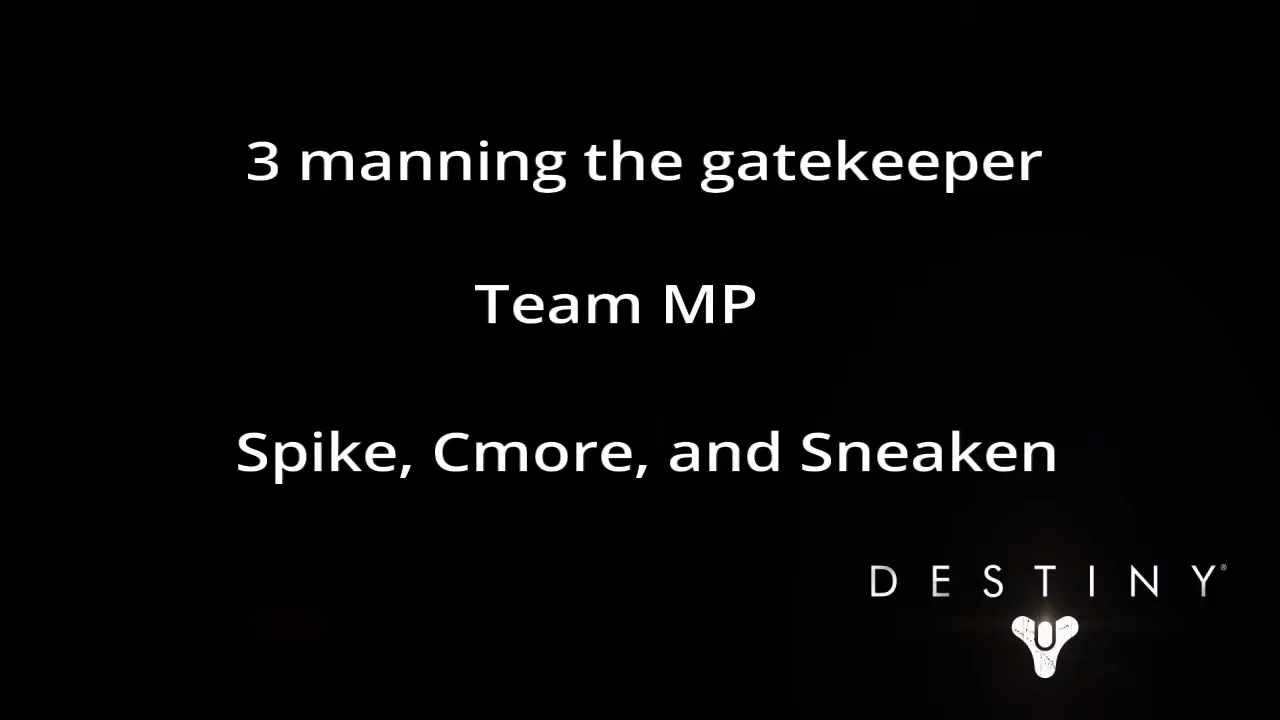 3 manning the gatekeeper
Team MP
Spike, Cmore, and Sneaken
DESTINY®